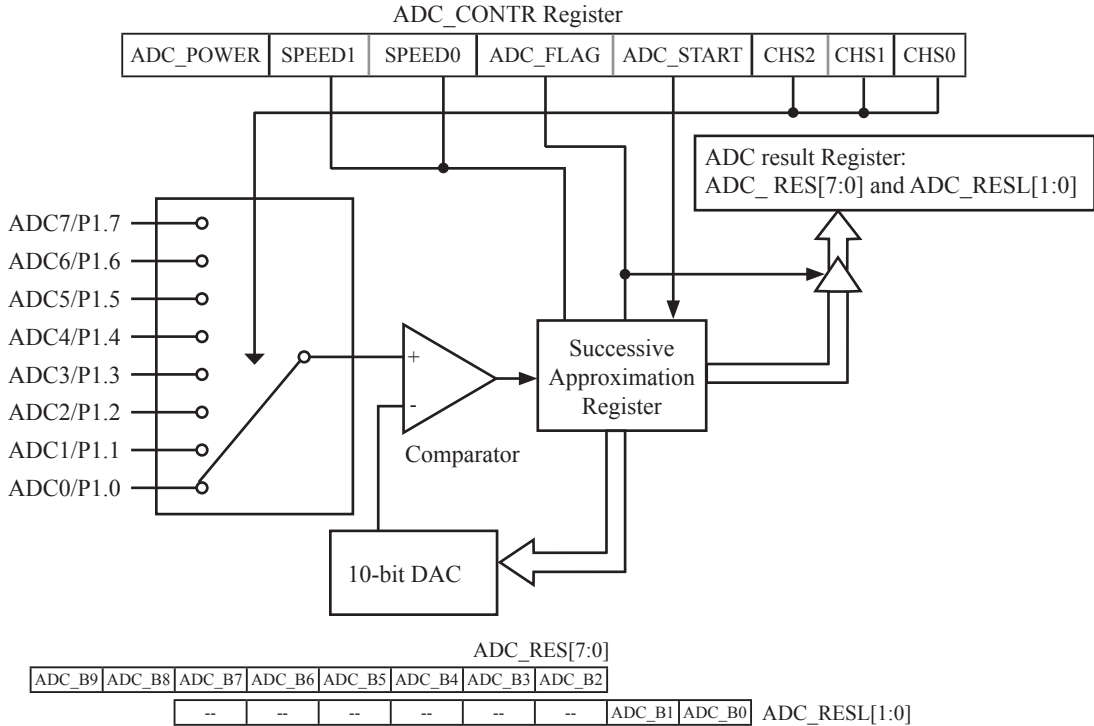 ADC_CONTR Register
ADC_POWER SPEED1 SPEED0 ADC_FLAG ADC_START CHS2 CHS1 CHS0
ADC result Register:
ADC_ RES[7:0] and ADC_RESL[1:0]
ADC7/P1.7
ADC6/P1.6
ADC5/P1.5
ADC4/P1.4
ADC3/P1.3
ADC2/P1.2
ADC1/P1.1
ADC0/P1.0
+
-
Comparator
Successive
Approximation
Register
10-bit DAC
ADC_RES[7:0]
ADC_B9 ADC_B8 ADC_B7 ADC_B6 ADC_B5 ADC_B4 ADC_B3 ADC_B2
-- -- -- -- -- -- ADC_B1 ADC_B0 ADC_RESL[1:0]